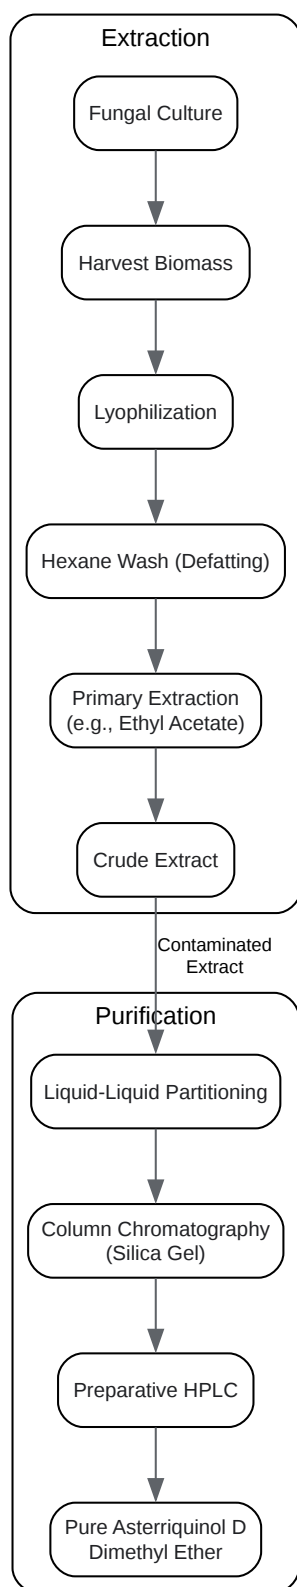 Extraction
Fungal Culture
Harvest Biomass
Lyophilization
Hexane Wash (Defatting)
Primary Extraction
(e.g., Ethyl Acetate)
Crude Extract
Contaminated
Extract
Purification
Liquid-Liquid Partitioning
Column Chromatography
(Silica Gel)
Preparative HPLC
Pure Asterriquinol D
Dimethyl Ether